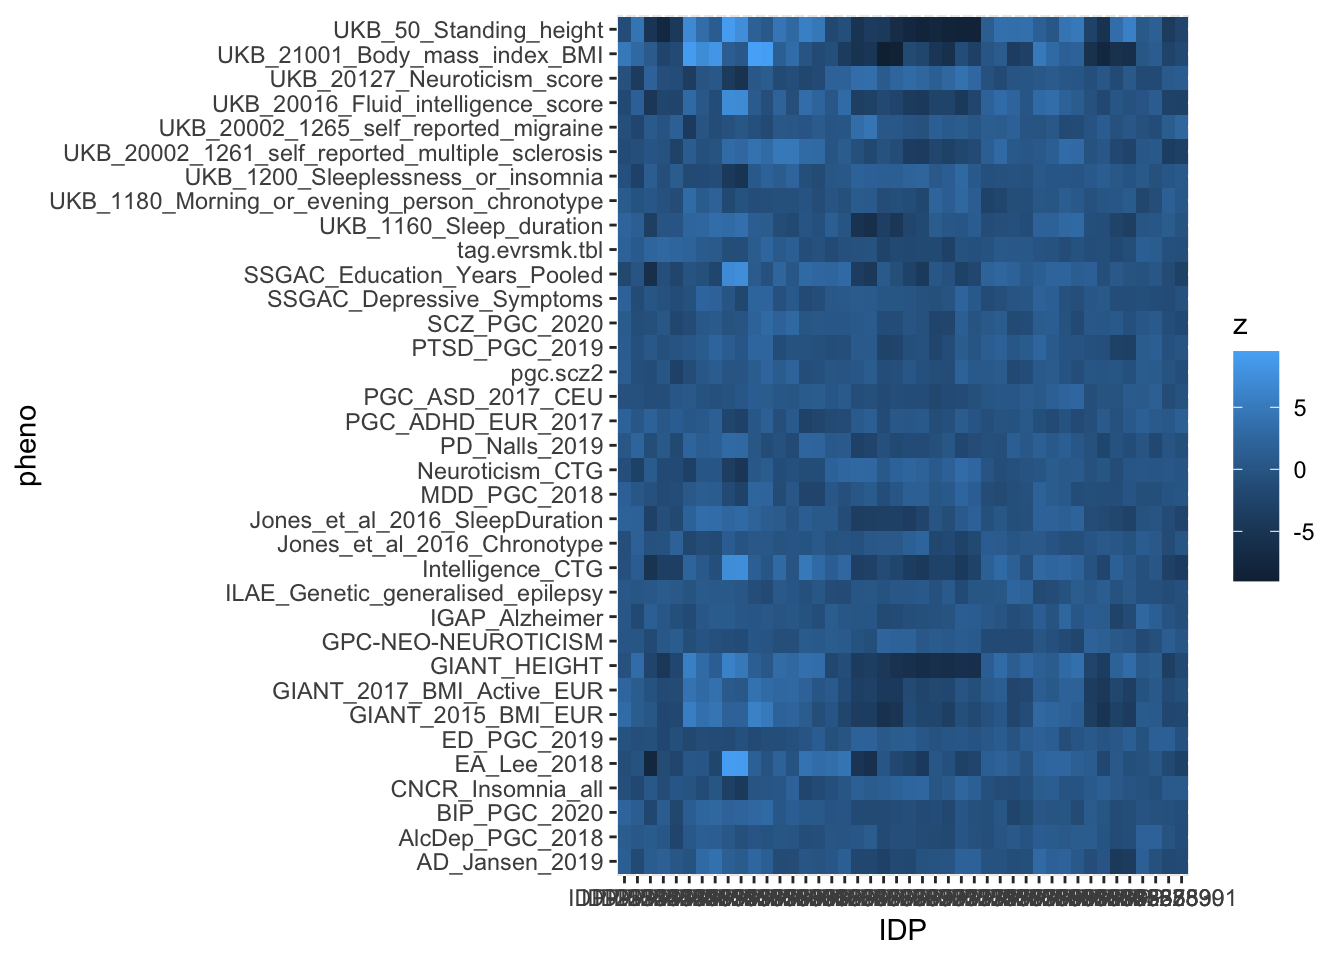 UKB_50_Standing_height
UKB_21001_Body_mass_index_BMI
UKB_20127_Neuroticism_score
UKB_20016_Fluid_intelligence_score
UKB_20002_1265_self_reported_migraine
UKB_20002_1261_self_reported_multiple_sclerosis
UKB_1200_Sleeplessness_or_insomnia
UKB_1180_Morning_or_evening_person_chronotype
UKB_1160_Sleep_duration
tag.evrsmk.tbl
SSGAC_Education_Years_Pooled
SSGAC_Depressive_Symptoms
SCZ_PGC_2020
PTSD_PGC_2019
pgc.scz2
PGC_ASD_2017_CEU
PGC_ADHD_EUR_2017
PD_Nalls_2019
Neuroticism_CTG
MDD_PGC_2018
Jones_et_al_2016_SleepDuration
Jones_et_al_2016_Chronotype
Intelligence_CTG
ILAE_Genetic_generalised_epilepsy
IGAP_Alzheimer
GPC-NEO-NEUROTICISM
GIANT_HEIGHT
GIANT_2017_BMI_Active_EUR
GIANT_2015_BMI_EUR
ED_PGC_2019
EA_Lee_2018
CNCR_Insomnia_all
BIP_PGC_2020
AlcDep_PGC_2018
AD_Jansen_2019
pheno
IDP
z
5
0
-5